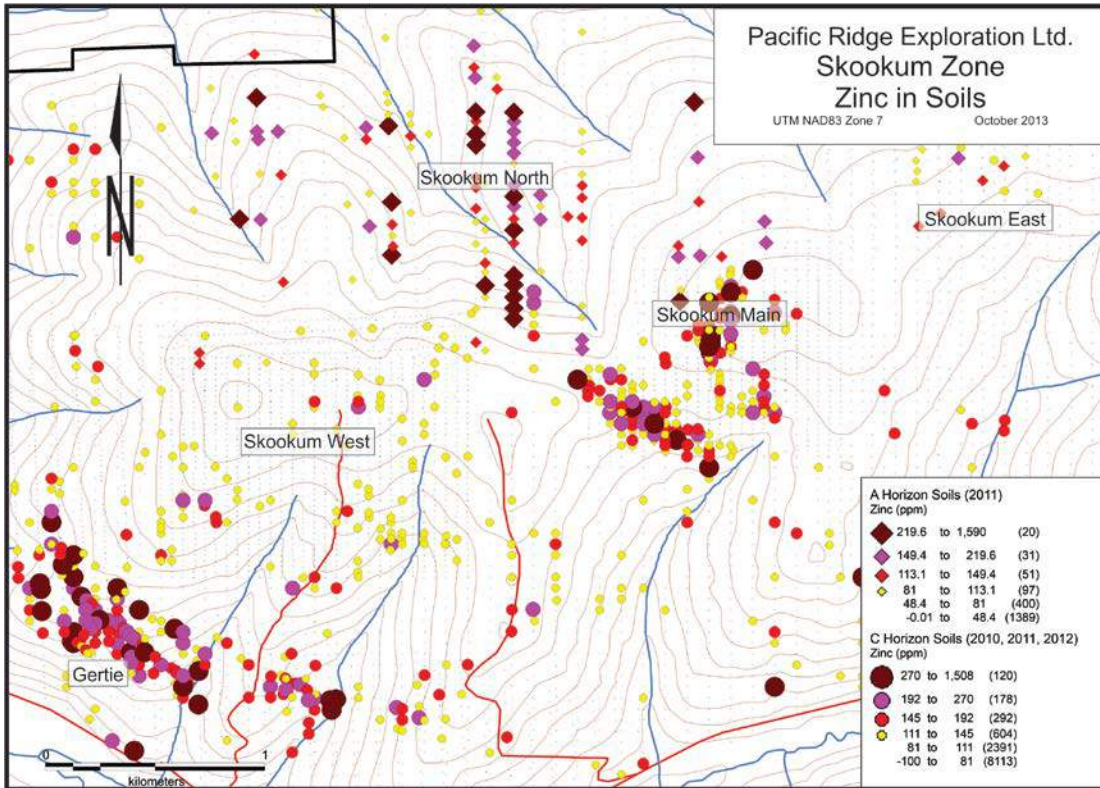 Pacific Ridge Exploration Ltd.
Skookum Zone
Zinc in Soils
UTM NAD83 Zone 7 October 2013
N
Skookum North
Skookum East
Skookum Main
Skookum West
Gertie
0 1
kilometers
A Horizon Soils (2011)
Zinc (ppm)
219.6 to 1,590 (20)
149.4 to 219.6 (31)
113.1 to 149.4 (51)
81 to 113.1 (97)
48.4 to 81 (400)
-0.01 to 48.4 (1389)
C Horizon Soils (2010, 2011, 2012)
Zinc (ppm)
270 to 1,508 (120)
192 to 270 (178)
145 to 192 (292)
111 to 145 (604)
81 to 111 (2391)
-100 to 81 (8113)